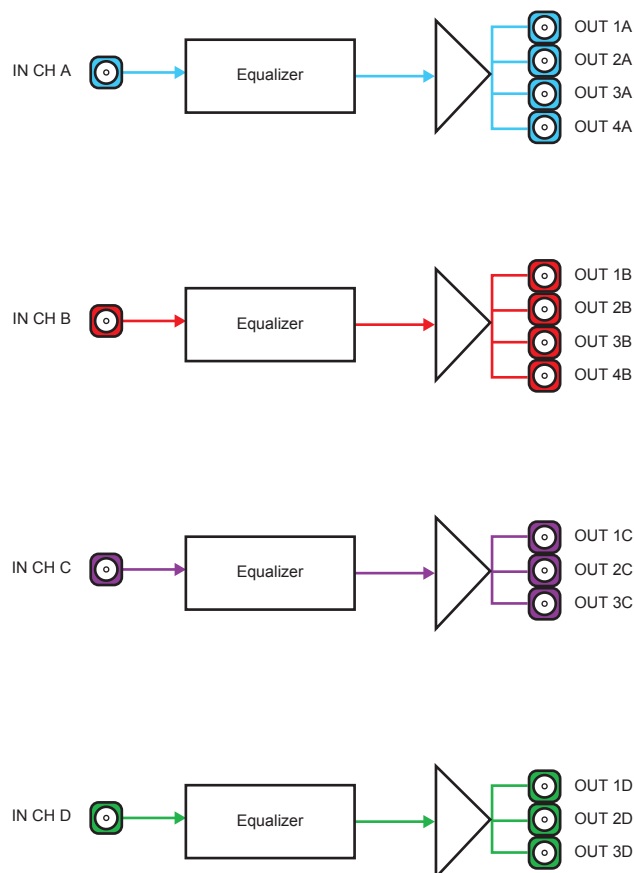 OUT 1A
OUT 2A
IN CH A
Equalizer
OUT 3A
OUT 4A
OUT 1B
OUT 2B
IN CH B
Equalizer
OUT 3B
OUT 4B
OUT 1C
IN CH C
Equalizer
OUT 2C
OUT 3C
OUT 1D
IN CH D
Equalizer
OUT 2D
OUT 3D